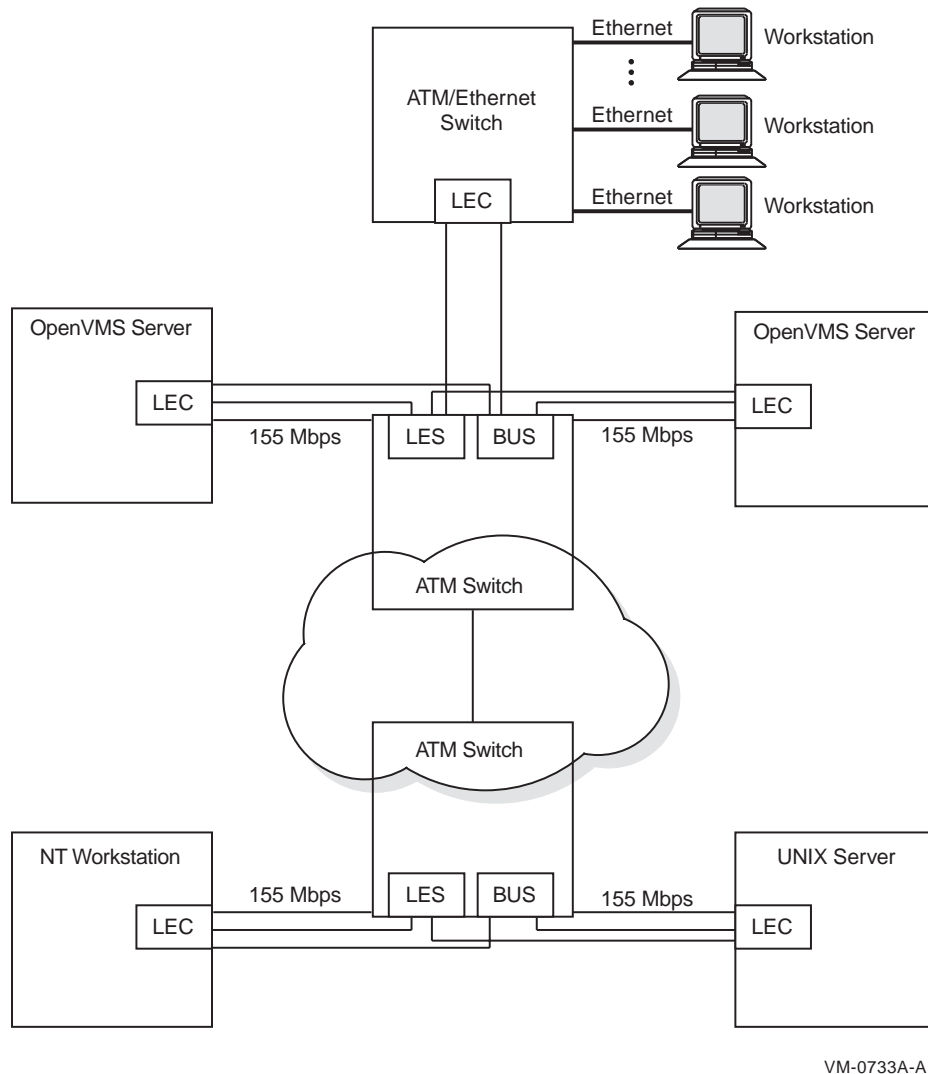 Ethernet
Workstation
ATM/Ethernet
Switch
Ethernet
Workstation
Ethernet
Workstation
LEC
OpenVMS Server
OpenVMS Server
LEC
LEC
155 Mbps
LES
BUS
155 Mbps
ATM Switch
ATM Switch
NT Workstation
UNIX Server
155 Mbps
LES
BUS
155 Mbps
LEC
LEC
VM-0733A-AI